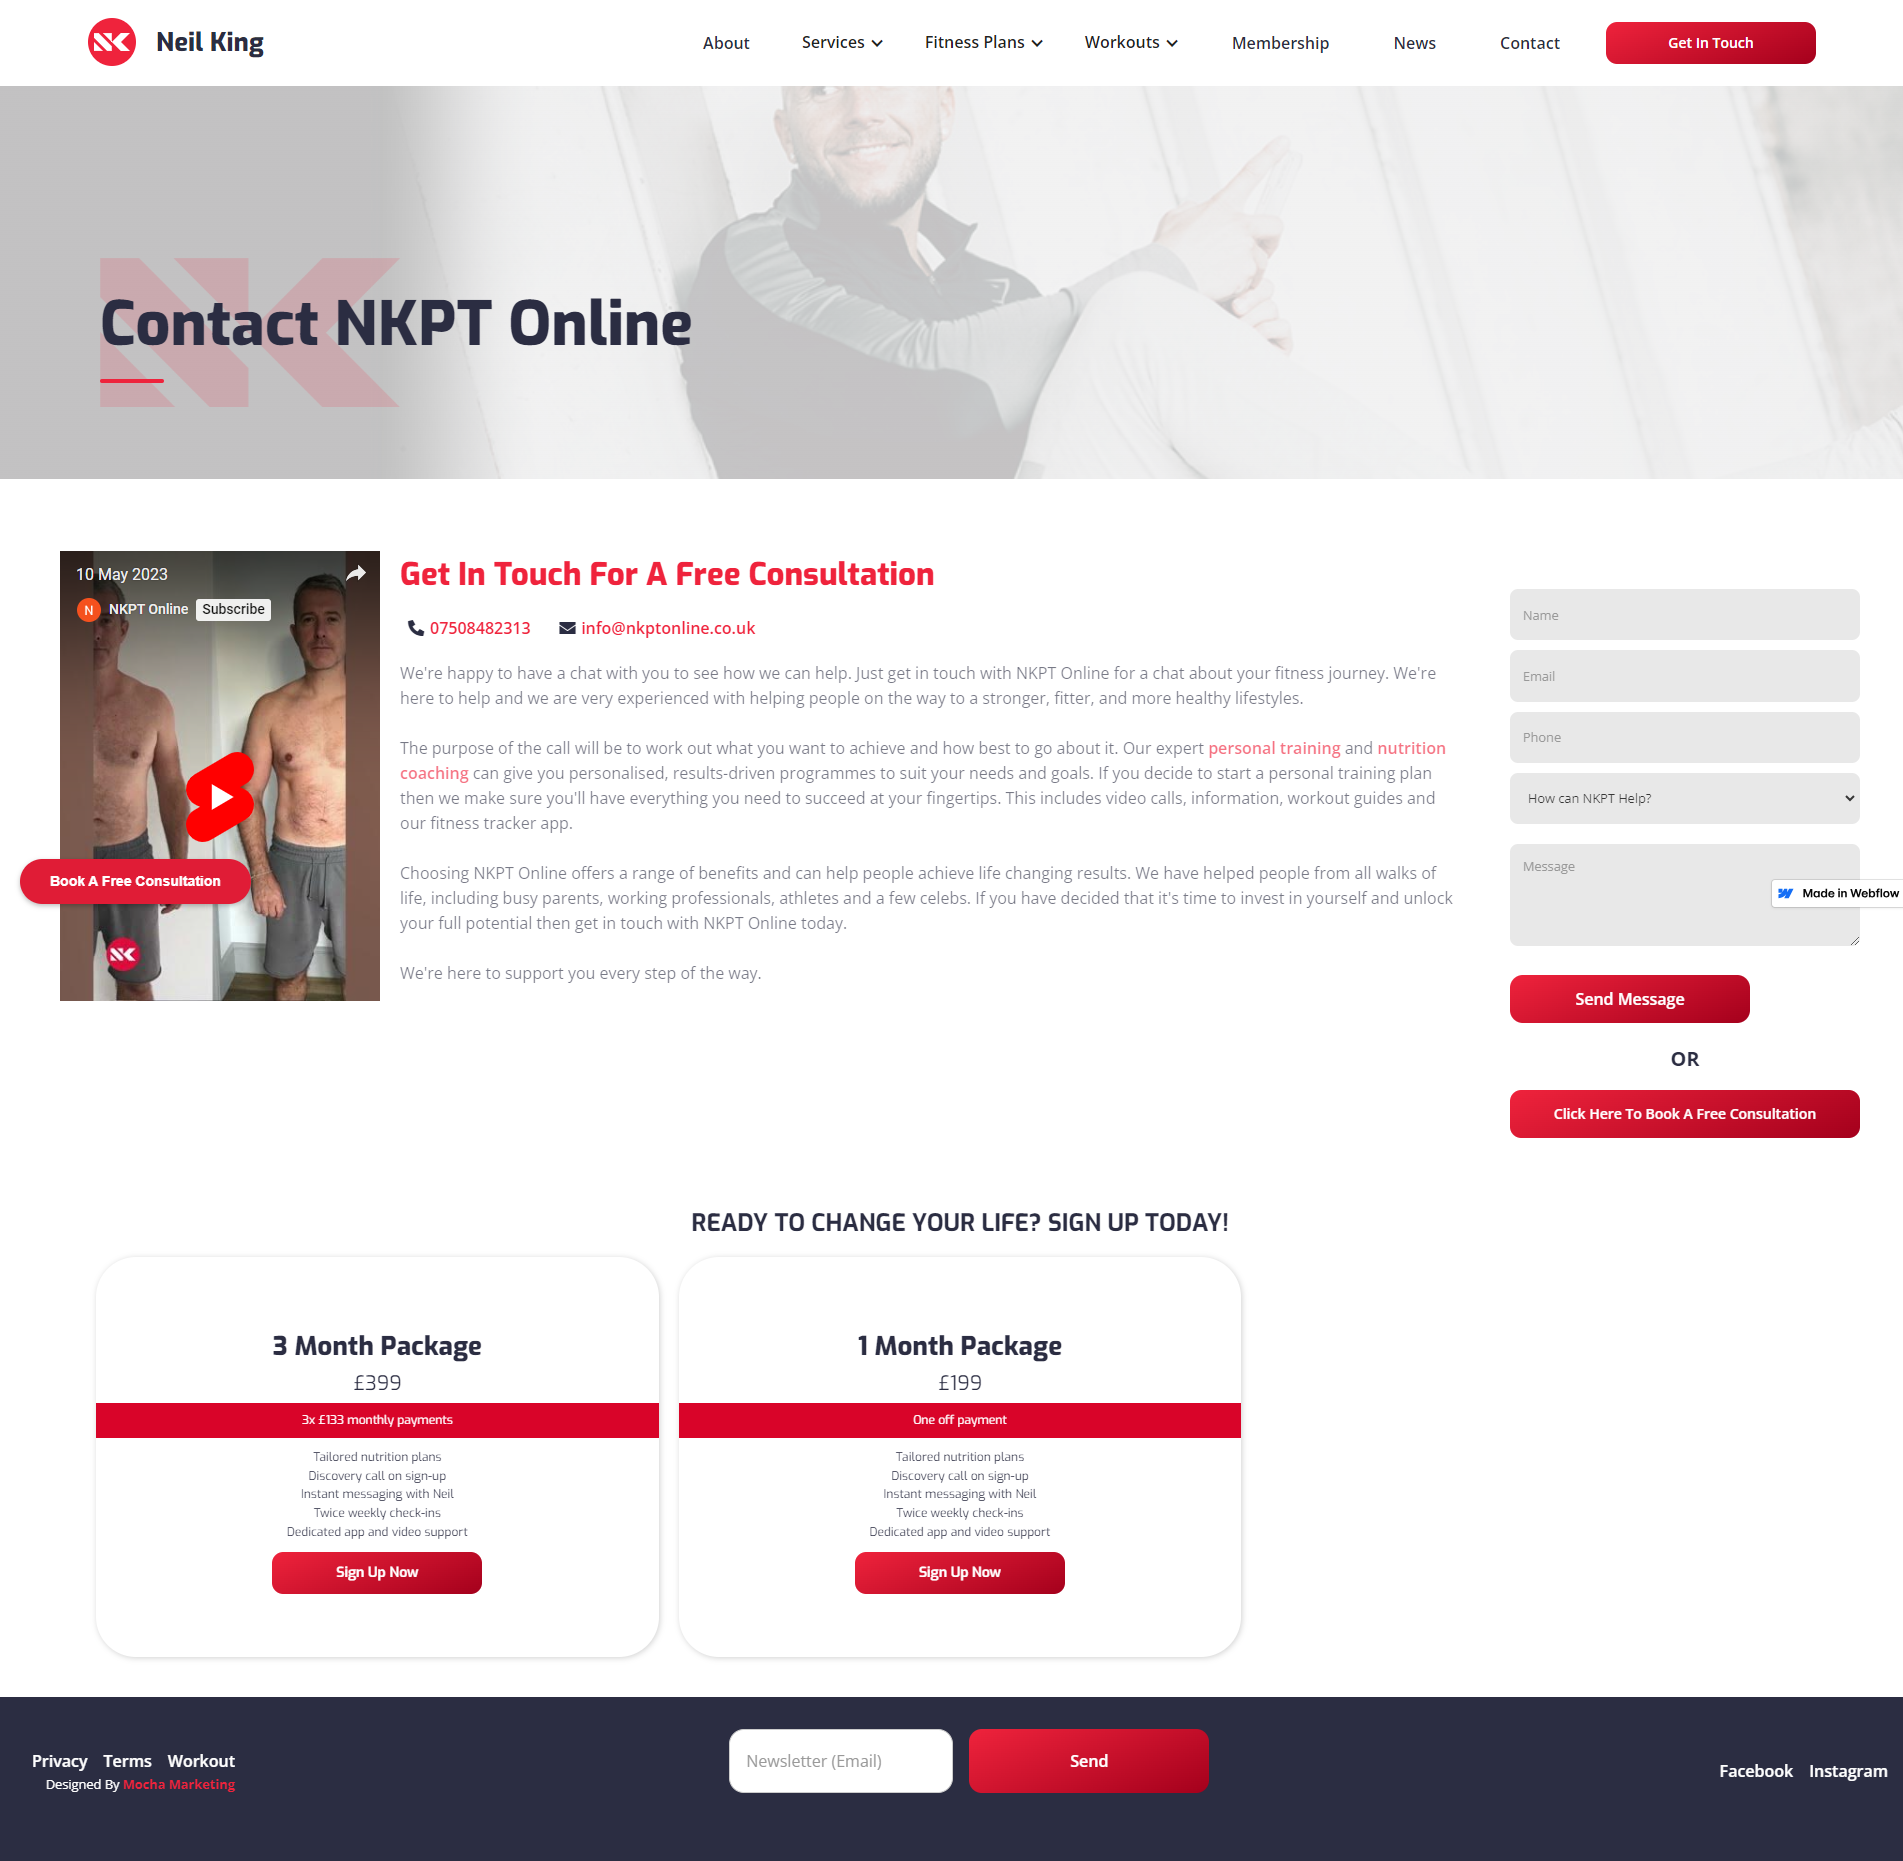 NK Neil King
About
Services
Fitness Plans
Workouts
Membership
News
Contact
Get In Touch
NK
Contact NKPT Online
10 May 2023
N NKPT Online Subscribe
NK
Book A Free Consultation
Get In Touch For A Free Consultation
07508482313 info@nkptonline.co.uk
We're happy to have a chat with you to see how we can help. Just get in touch with NKPT Online for a chat about your fitness journey. We're
here to help and we are very experienced with helping people on the way to a stronger, fitter, and more healthy lifestyles.
The purpose of the call will be to work out what you want to achieve and how best to go about it. Our expert personal training and nutrition
coaching can give you personalised, results-driven programmes to suit your needs and goals. If you decide to start a personal training plan
then we make sure you'll have everything you need to succeed at your fingertips. This includes video calls, information, workout guides and
our fitness tracker app.
Choosing NKPT Online offers a range of benefits and can help people achieve life changing results. We have helped people from all walks of
life, including busy parents, working professionals, athletes and a few celebs. If you have decided that it's time to invest in yourself and unlock
your full potential then get in touch with NKPT Online today.
We're here to support you every step of the way.
Name
Email
Phone
How can NKPT Help?
Message
Made in Webflow
Send Message
OR
Click Here To Book A Free Consultation
READY TO CHANGE YOUR LIFE? SIGN UP TODAY!
3 Month Package
£399
3x £133 monthly payments
Tailored nutrition plans
Discovery call on sign-up
Instant messaging with Neil
Twice weekly check-ins
Dedicated app and video support
Sign Up Now
1 Month Package
£199
One off payment
Tailored nutrition plans
Discovery call on sign-up
Instant messaging with Neil
Twice weekly check-ins
Dedicated app and video support
Sign Up Now
Privacy Terms Workout
Designed By Mocha Marketing
Newsletter (Email)
Send
Facebook Instagram